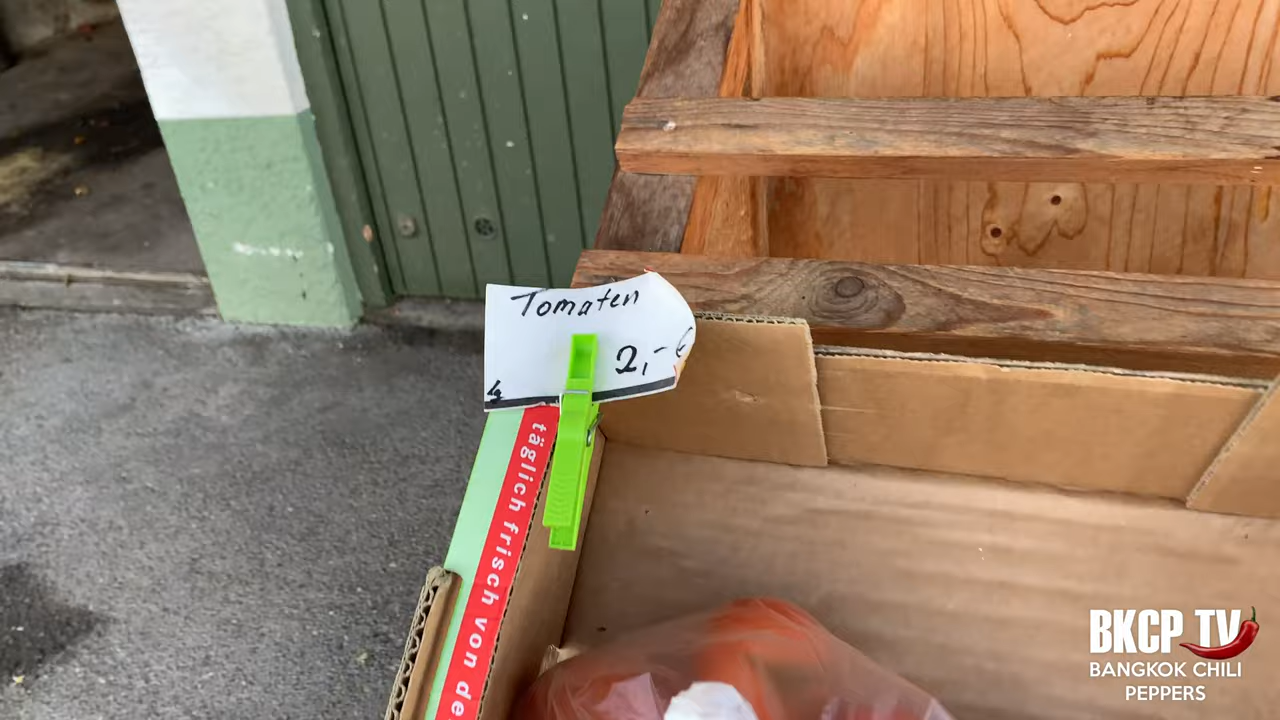 Tomaten
2,- €
täglich frisch von de
BKCP TV
BANGKOK CHILI
PEPPERS